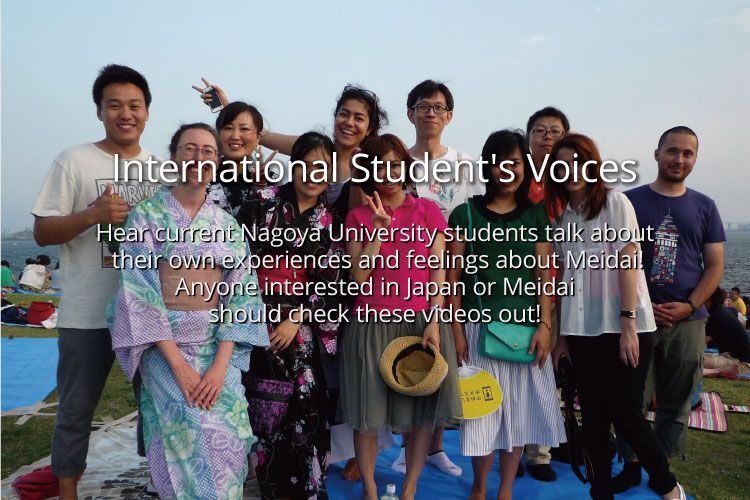 International Student's Voices
Hear current Nagoya University students talk about
their own experiences and feelings about Meidai!
Anyone interested in Japan or Meidai
should check these videos out!